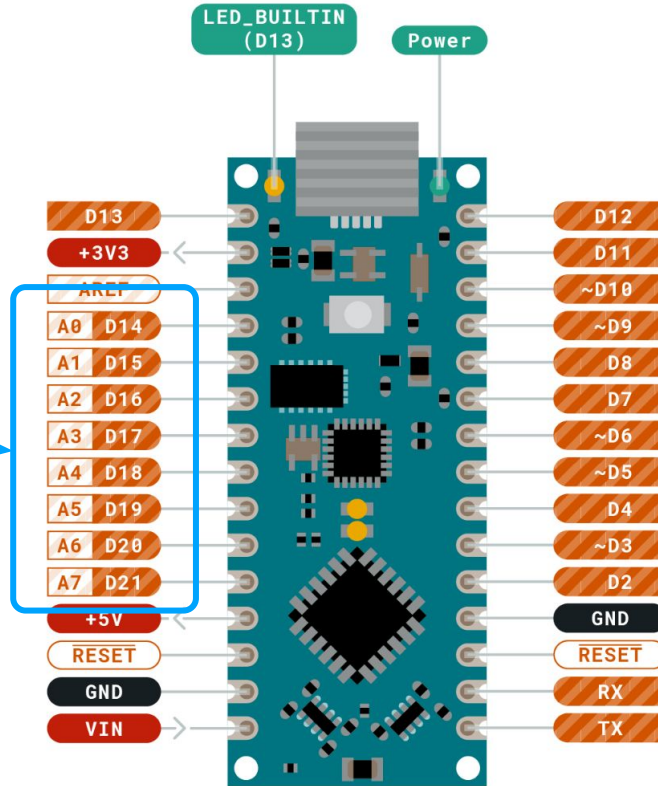 LED_BUILTIN
(D13)
Power
D13
D12
+3V3
D11
AREF
~D10
A0 D14
~D9
A1 D15
D8
A2 D16
D7
A3 D17
~D6
A4 D18
~D5
A5 D19
D4
A6 D20
~D3
A7 D21
D2
+5V
GND
RESET
RESET
GND
RX
VIN
TX